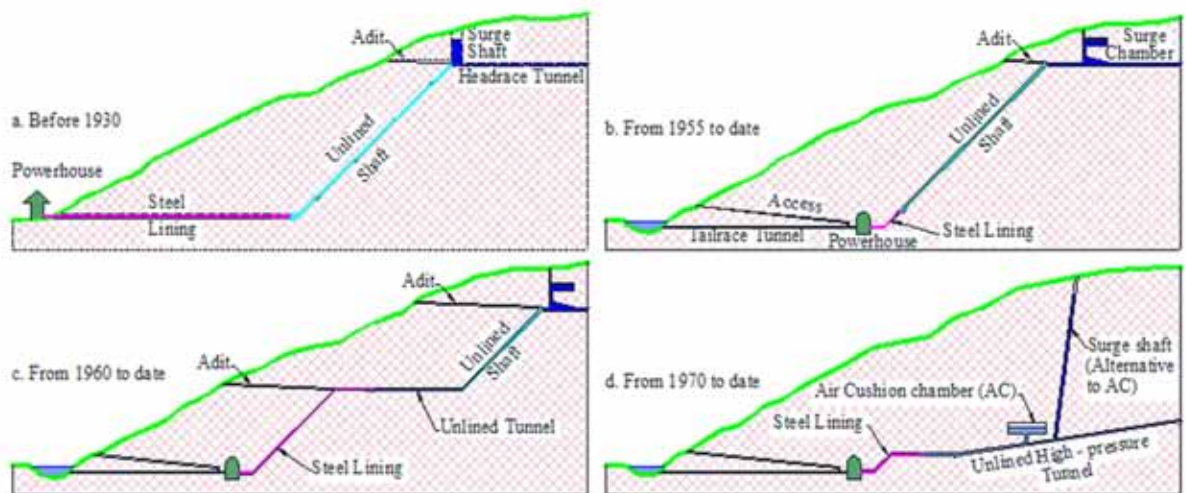 Adit
Surge
Shaft
Headrace Tunnel
a. Before 1930
Unlined
Shaft
Powerhouse
Steel
Lining
Adit
Surge
Chamber
b. From 1955 to date
Unlined
Shaft
Access
Tailrace Tunnel
Powerhouse
Steel Lining
Adit
Unlined
Shaft
c. From 1960 to date
Adit
Unlined Tunnel
Steel Lining
d. From 1970 to date
Surge shaft
(Alternative
to AC)
Air Cushion chamber (AC)
Steel Lining
Unlined High - pressure
Tunnel